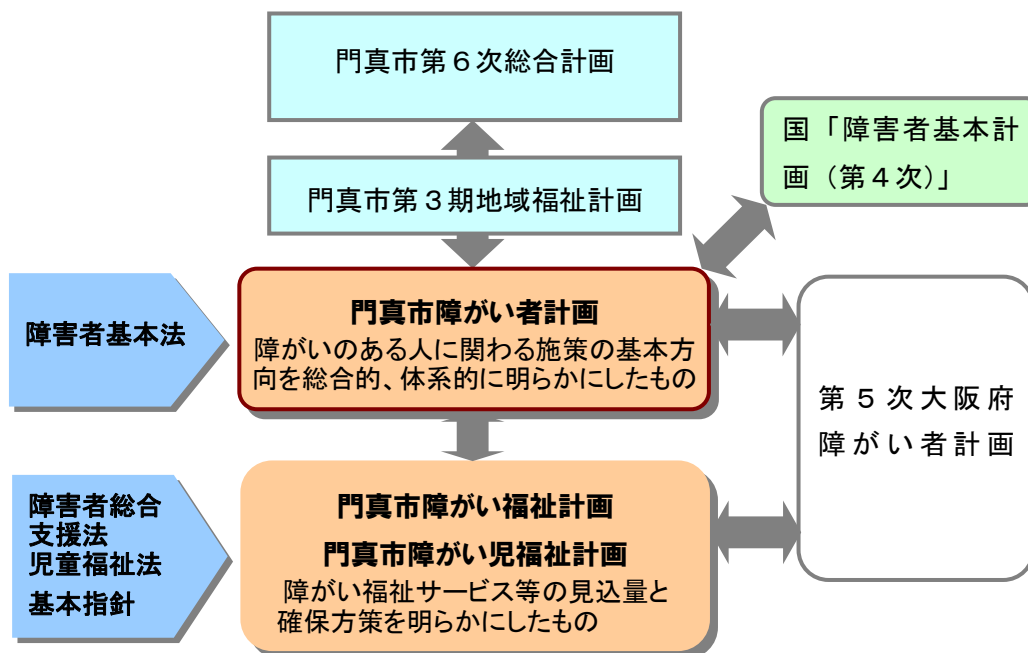 門真市第６次総合計画
国「障害者基本計
画（第４次）」
門真市第３期地域福祉計画
障害者基本法
門真市障がい者計画
障がいのある人に関わる施策の基本方
向を総合的、体系的に明らかにしたもの
第５次大阪府
障がい者計画
障害者総合
支援法
児童福祉法
基本指針
門真市障がい福祉計画
門真市障がい児福祉計画
障がい福祉サービス等の見込量と
確保方策を明らかにしたもの